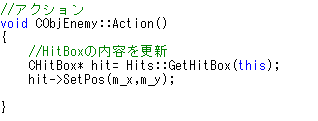 //アクション
void CObjEnemy::Action()
{
//HitBoxの内容を更新
CHitBox* hit= Hits::GetHitBox(this);
hit->SetPos(m_x,m_y);
}